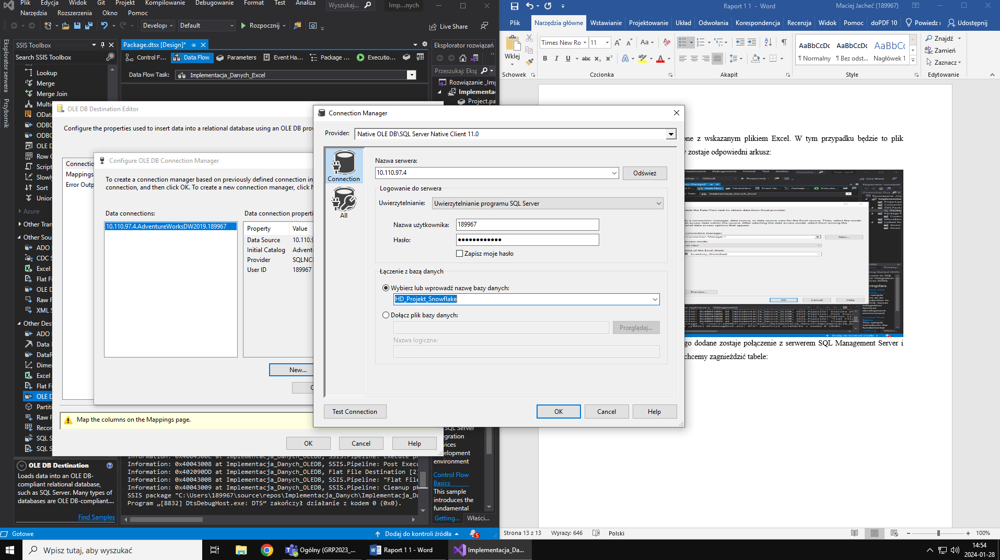 Plik Edycja Widok Git Projekt Kompilowanie Debugowanie Format Test Analiza Wyszukaj... Imp...nych
Narzędzia Rozszerzenia Okno Pomoc
Developi Default Rozpocznij Live Share
Eksplorator serwera
Przybornik
SSIS Toolbox
Search SSIS Toolbox
Lookup
Merge
Merge Join
Multic
OData
ODBC
ODBC
OLE D
Row C
Script
Slowly
Sort
Union
Azure
Other Tran
Other Sour
ADO
CDC S
Excel
Flat Fi
OLE D
Raw F
XML S
Other Dest
ADO
Data
DataR
Dimer
Excel
Flat Fi
OLE D
Partiti
Raw F
Recor
SQL S
SQL S
OLE DB Destination
Loads data into an OLE DB-
compliant relational database,
such as SQL Server. Many types of
databases are OLE DB-compliant....
Find Samples
Package.dtsx [Design]*
Control F... Data Flow Parameters Event Ha... Package ... Executio...
Data Flow Task: Implementacja_Danych_Excel
Eksplorator rozwiązań
Przeszukaj: Eksp
Rozwiązanie „Imp
Implementac
Project.pa
OLE DB Destination Editor
Configure the properties used to insert data into a relational database using an OLE DB prov
Connectio
Mappings
Error Outp
Map the columns on the Mappings page.
OK Cancel Help
Configure OLE DB Connection Manager
To create a connection manager based on previously defined connection in
connection, and then click OK. To create a new connection manager, click N
Data connections:
10.110.97.4.AdventureWorksDW2019.189967
Data connection properti
Property Value
Data Source 10.110.9
Initial Catalog Adventu
Provider SQLNCL
User ID 189967
New...
Connection Manager
Provider: Native OLE DB\SQL Server Native Client 11.0
Connection
All
Nazwa serwera:
10.110.97.4
Odśwież
Logowanie do serwera
Uwierzytelnianie: Uwierzytelnianie programu SQL Server
Nazwa użytkownika: 189967
Hasło: ●●●●●●●●●●●●
Zapisz moje hasło
Łączenie z bazą danych
Wybierz lub wprowadź nazwę bazy danych:
HD_Projekt_Snowflake
Dołącz plik bazy danych:
Przeglądaj...
Nazwa logiczna:
Test Connection OK Cancel Help
Information: 0x4004300C at Implementacja_Danych_OLEDB, SSIS.Pipeline: Execute ph
Information: 0x40043008 at Implementacja_Danych_OLEDB, SSIS.Pipeline: Post Execu
Information: 0x402090DD at Implementacja_Danych_OLEDB, Flat File Destination [2]
Information: 0x4004300B at Implementacja_Danych_OLEDB, SSIS.Pipeline: "Flat File
Information: 0x40043009 at Implementacja_Danych_OLEDB, SSIS.Pipeline: Cleanup ph
SSIS package "C:\Users\189967\source\repos\Implementacja_Danych\Implementacja_Da
Program „[8832] DtsDebugHost.exe: DTS” zakończył działanie z kodem 0 (0x0).
SQL Server
egration
vices
velopment
environment
Control Flow
Basics
This sample
introduces the
fundamental
Getting... Właści...
Gotowe Dodaj do kontroli źródła 5
Raport 1 1 - Word Maciej Jacheć (189967)
Plik Narzędzia główne Wstawianie Projektowanie Układ Odwołania Korespondencja Recenzja Widok Pomoc doPDF 10 Powiedz Udostępnij
Wklej
Times New Ro 11
AaBbCcDc AaBbCcDc AaBbCc
¶ Normalny ¶ Bez odst... Nagłówek 1
Znajdź
Zamień
Zaznacz
Schowek Czcionka Akapit Style Edytowanie
one z wskazanym plikiem Excel. W tym przypadku będzie to plik
y zostaje odpowiedni arkusz:
go dodane zostaje połączenie z serwerem SQL Management Server i
chcemy zagnieździć tabele:
Strona 13 z 13 Wyrazy: 646 Polski 100%
Wpisz tutaj, aby wyszukać
Ogólny (GRP2023_...
Raport 1 1 - Word
Implementacja_Da...
14:54
2024-01-28